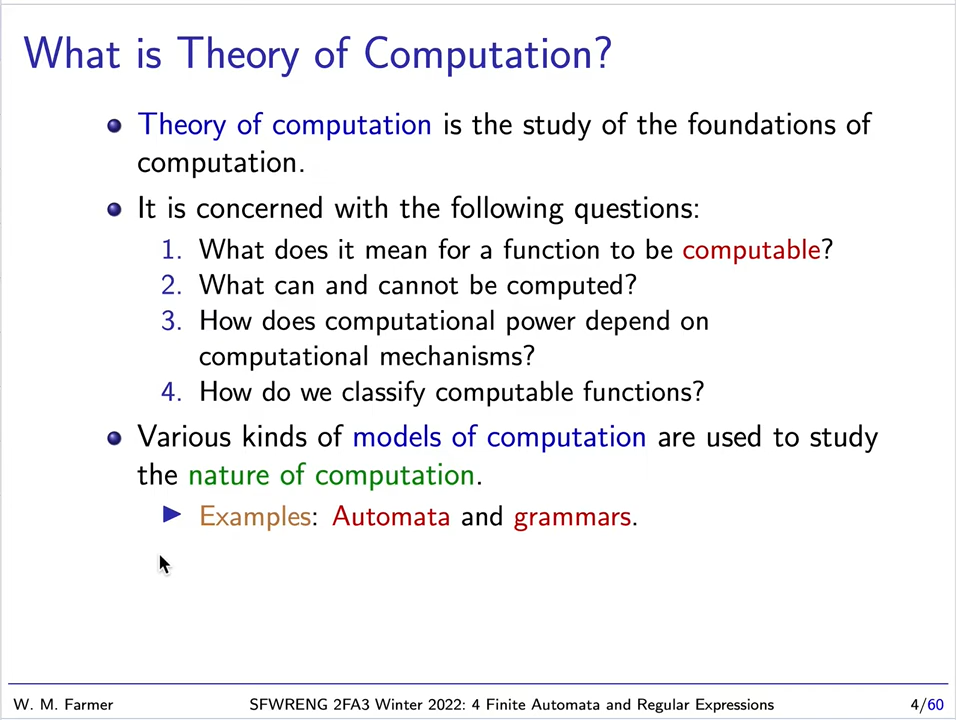 What is Theory of Computation?
Theory of computation is the study of the foundations of
computation.
It is concerned with the following questions:
1. What does it mean for a function to be computable?
2. What can and cannot be computed?
3. How does computational power depend on
computational mechanisms?
4. How do we classify computable functions?
Various kinds of models of computation are used to study
the nature of computation.
Examples: Automata and grammars.
W. M. Farmer SFWRENG 2FA3 Winter 2022: 4 Finite Automata and Regular Expressions 4/60